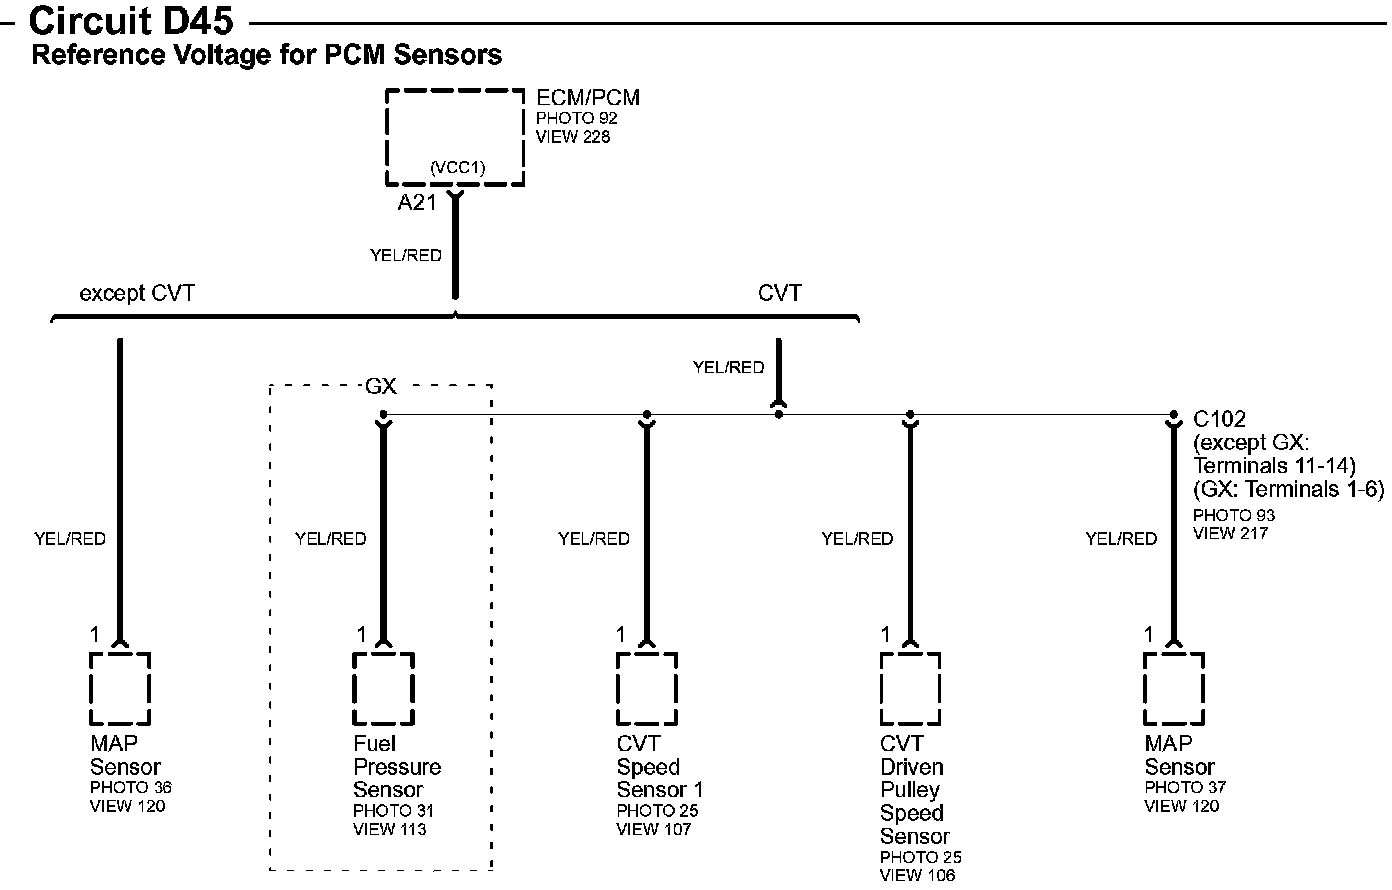 Circuit D45
Reference Voltage for PCM Sensors
ECM/PCM
PHOTO 92
VIEW 228
(VCC1)
A21
YEL/RED
except CVT
CVT
YEL/RED
GX
C102
(except GX:
Terminals 11-14)
(GX: Terminals 1-6)
PHOTO 93
VIEW 217
YEL/RED
YEL/RED
YEL/RED
YEL/RED
YEL/RED
1
1
1
1
1
MAP
Sensor
PHOTO 36
VIEW 120
Fuel
Pressure
Sensor
PHOTO 31
VIEW 113
CVT
Speed
Sensor 1
PHOTO 25
VIEW 107
CVT
Driven
Pulley
Speed
Sensor
PHOTO 25
VIEW 106
MAP
Sensor
PHOTO 37
VIEW 120